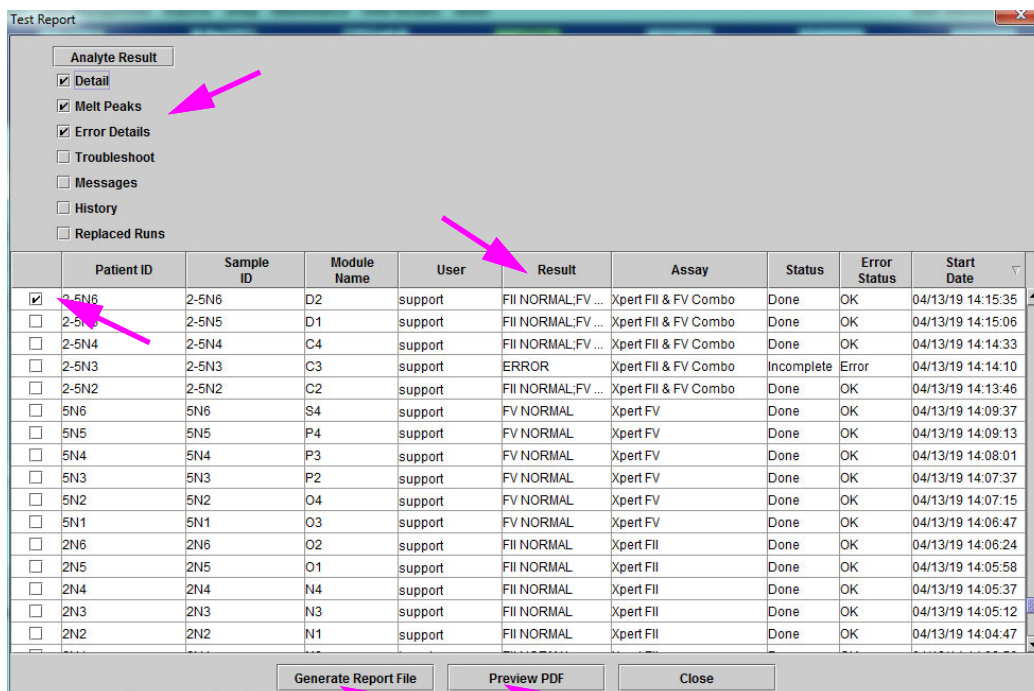 Test Report
Analyte Result
Detail
Melt Peaks
Error Details
Troubleshoot
Messages
History
Replaced Runs
Patient ID Sample ID Module Name User Result Assay Status Error Status Start Date
2-5N6 2-5N6 D2 support FII NORMAL;FV ... Xpert FII & FV Combo Done OK 04/13/19 14:15:35
2-5N5 2-5N5 D1 support FII NORMAL;FV ... Xpert FII & FV Combo Done OK 04/13/19 14:15:06
2-5N4 2-5N4 C4 support FII NORMAL;FV ... Xpert FII & FV Combo Done OK 04/13/19 14:14:33
2-5N3 2-5N3 C3 support ERROR Xpert FII & FV Combo Incomplete Error 04/13/19 14:14:10
2-5N2 2-5N2 C2 support FII NORMAL;FV ... Xpert FII & FV Combo Done OK 04/13/19 14:13:46
5N6 5N6 S4 support FV NORMAL Xpert FV Done OK 04/13/19 14:09:37
5N5 5N5 P4 support FV NORMAL Xpert FV Done OK 04/13/19 14:09:13
5N4 5N4 P3 support FV NORMAL Xpert FV Done OK 04/13/19 14:08:01
5N3 5N3 P2 support FV NORMAL Xpert FV Done OK 04/13/19 14:07:37
5N2 5N2 O4 support FV NORMAL Xpert FV Done OK 04/13/19 14:07:15
5N1 5N1 O3 support FV NORMAL Xpert FV Done OK 04/13/19 14:06:47
2N6 2N6 O2 support FII NORMAL Xpert FII Done OK 04/13/19 14:06:24
2N5 2N5 O1 support FII NORMAL Xpert FII Done OK 04/13/19 14:05:58
2N4 2N4 N4 support FII NORMAL Xpert FII Done OK 04/13/19 14:05:37
2N3 2N3 N3 support FII NORMAL Xpert FII Done OK 04/13/19 14:05:12
2N2 2N2 N1 support FII NORMAL Xpert FII Done OK 04/13/19 14:04:47
Generate Report File Preview PDF Close